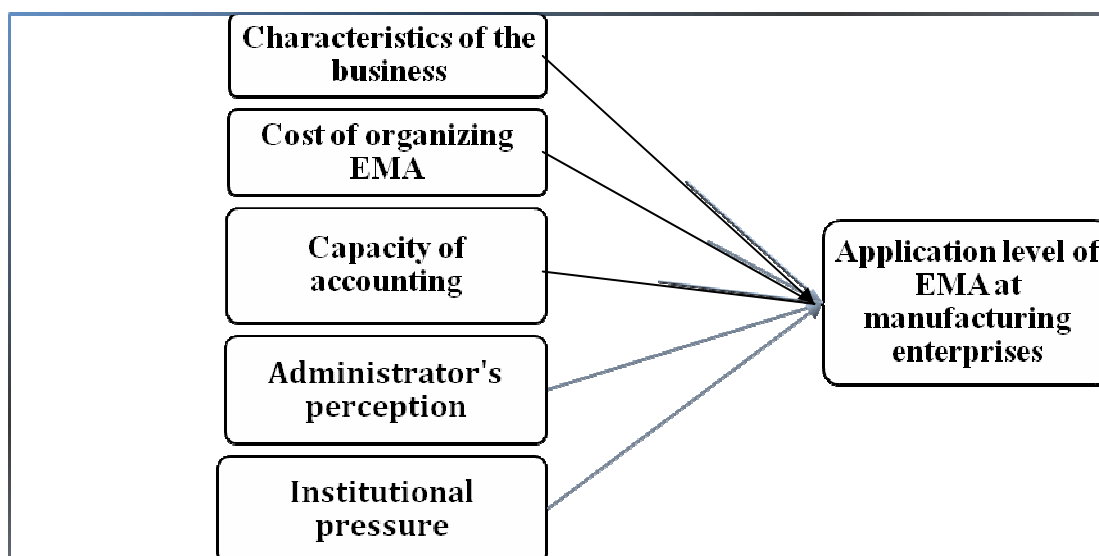 Characteristics of the
business
Cost of organizing
EMA
Capacity of
accounting
Administrator's
perception
Institutional
pressure
Application level of
EMA at
manufacturing
enterprises